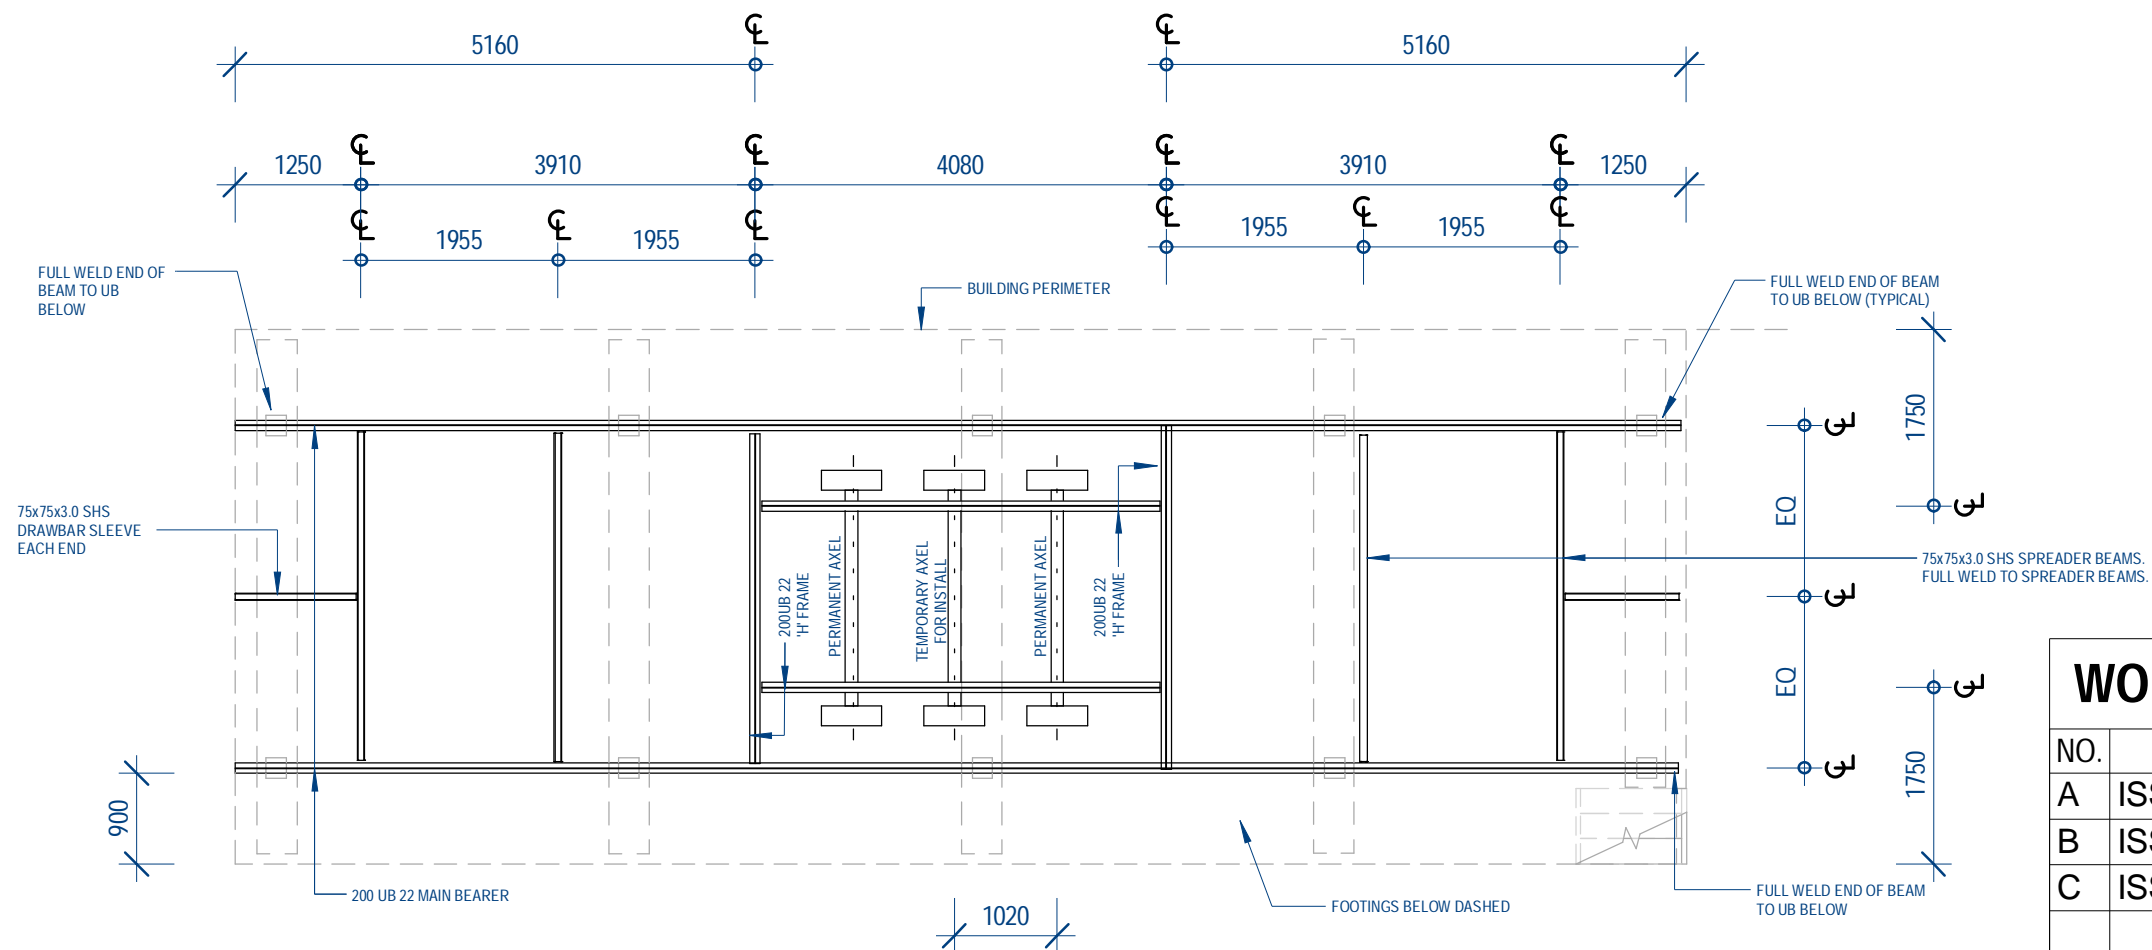 5160
5160
1250
3910
4080
3910
1250
1955
1955
1955
1955
FULL WELD END OF
BEAM TO UB
BELOW
BUILDING PERIMETER
FULL WELD END OF BEAM
TO UB BELOW (TYPICAL)
1750
EQ
75x75x3.0 SHS
DRAWBAR SLEEVE
EACH END
200UB 22
'H' FRAME
PERMANENT AXEL
TEMPORARY AXEL
FOR INSTALL
PERMANENT AXEL
200UB 22
'H' FRAME
75x75x3.0 SHS SPREADER BEAMS.
FULL WELD TO SPREADER BEAMS.
EQ
1750
900
200 UB 22 MAIN BEARER
1020
FOOTINGS BELOW DASHED
FULL WELD END OF BEAM
TO UB BELOW
WO
NO.
A ISS
B ISS
C ISS